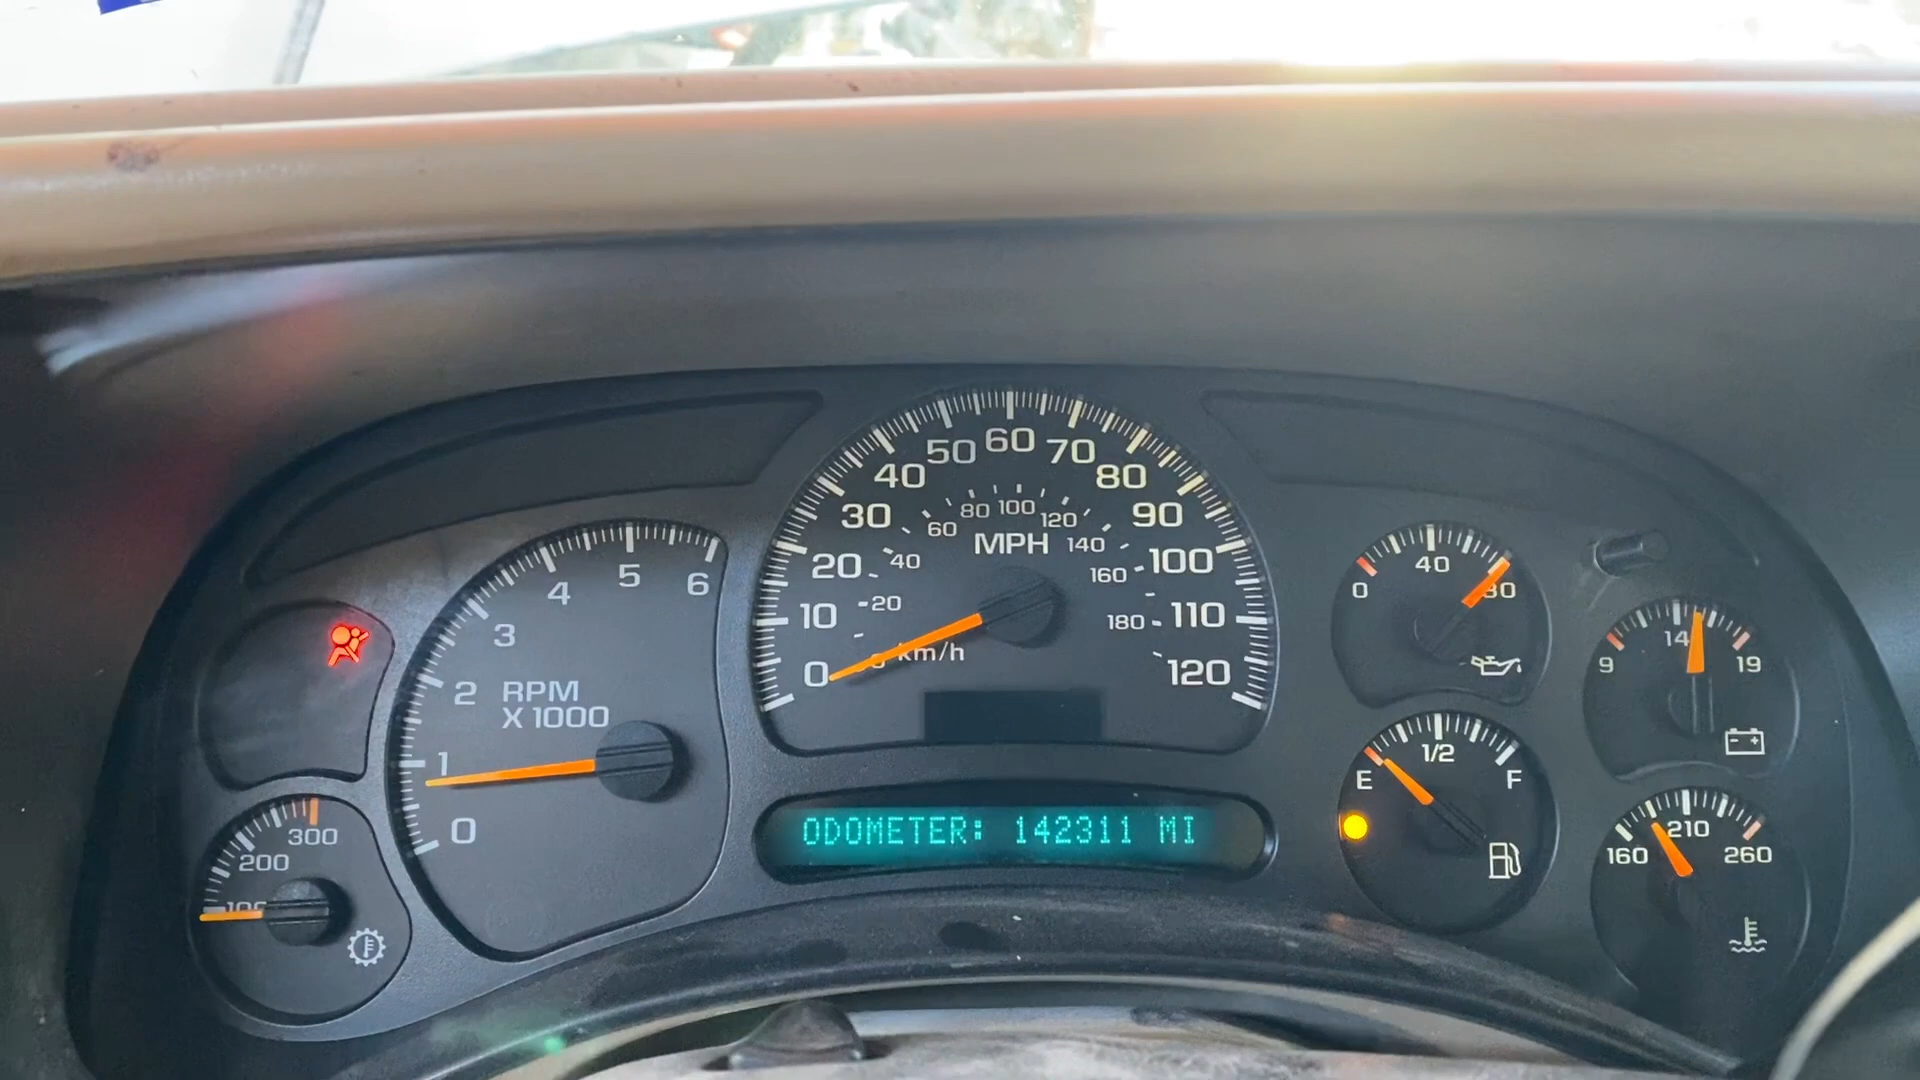 50 60 70
40 80
30 90
20 100
10 110
0 120
60 80 100 120
40 140
20 160
180
MPH
km/h
0 1 2 3 4 5 6
RPM
X 1000
200 300
0 40 80
9 14 19
E 1/2 F
160 210 260
ODOMETER: 142311 MI